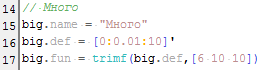 14 // Много
15 big.name = "Много"
16 big.def = [0:0.01:10]'
17 big.fun = trimf(big.def,[6 10 10])